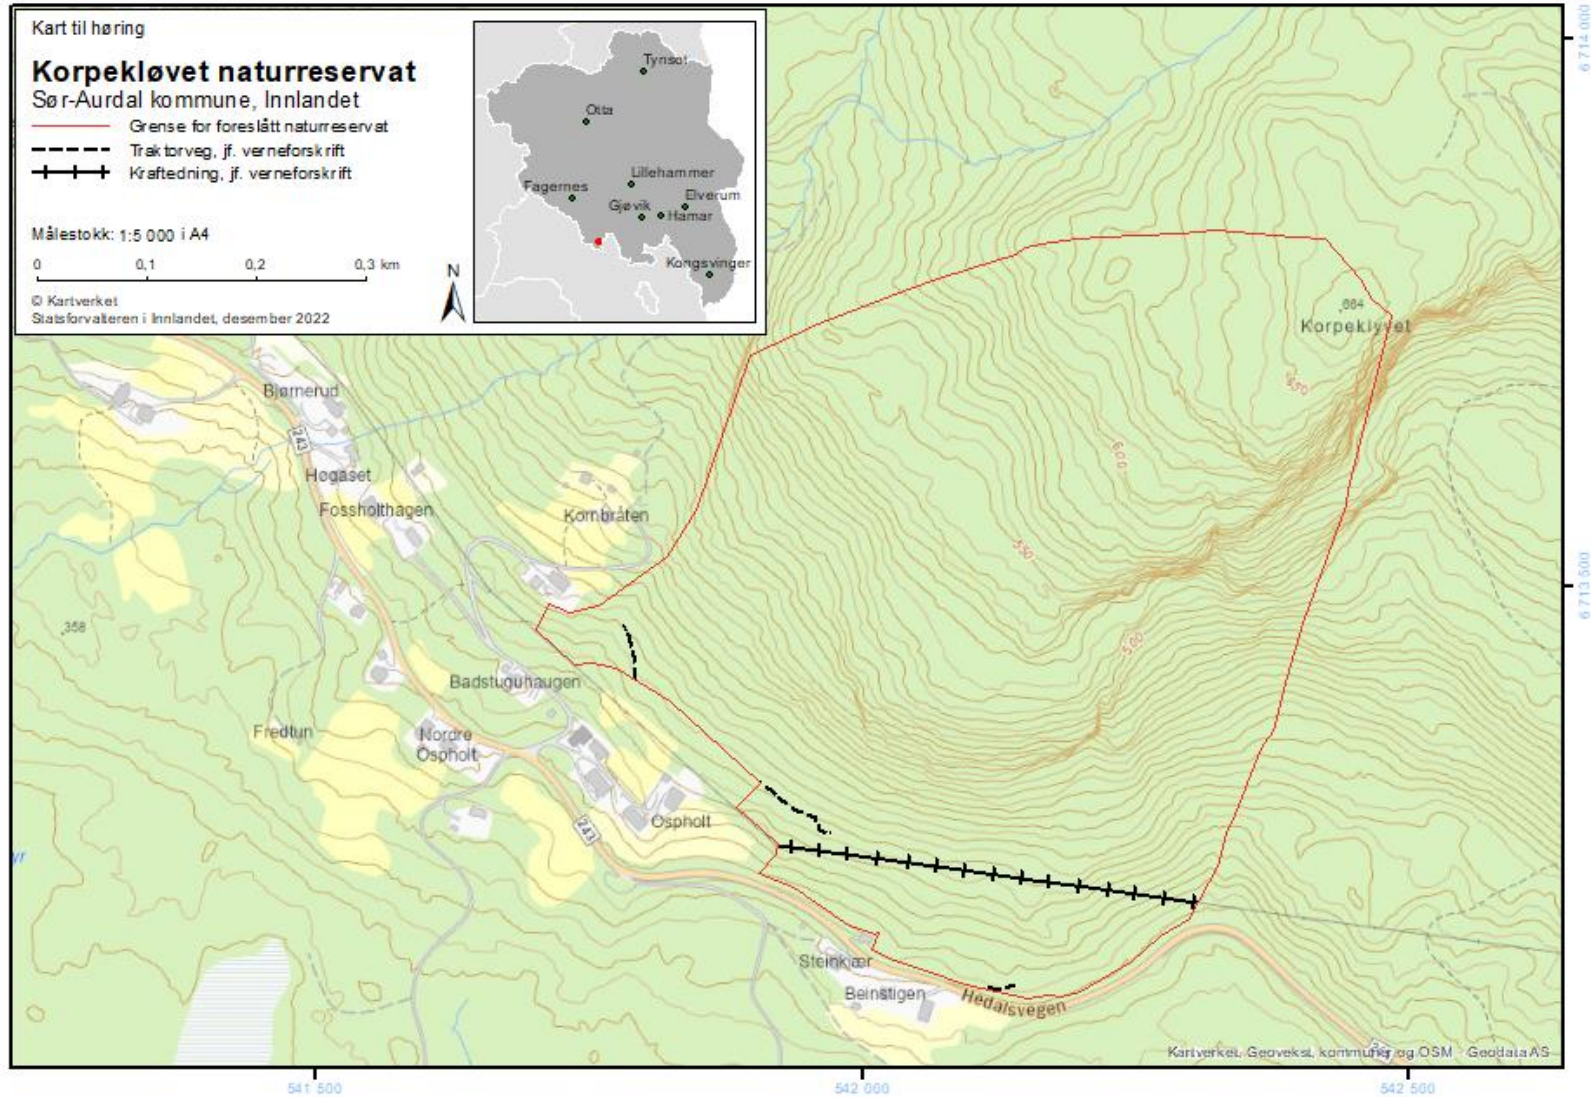 Kart til høring
Korpekløvet naturreservat
Sør-Aurdal kommune, Innlandet
Grense for foreslått naturreservat
Traktorveg, jf. verneforskrift
Kraftedning, jf. verneforskrift
Målestokk: 1:5 000 i A4
0 0,1 0,2 0,3 km
© Kartverket
Statsforvalteren i Innlandet, desember 2022
N
Tynset
Otta
Lillehammer
Fagernes
Elverum
Gjøvik
Hamar
Kongsvinger
6 714 000
664
Korpeklyvet
650
Bjørnerud
243
Høgaset
Fossholthagen
Kornbråten
600
550
6 713 500
358
500
Badstuguhaugen
Fredtun
Nordre
Ospholt
243
Ospholt
yr
Steinkjær
Beinstigen
Hedalsvegen
243
Kartverket, Geovekst, kommuner og OSM - Geodata AS
541 500
542 000
542 500